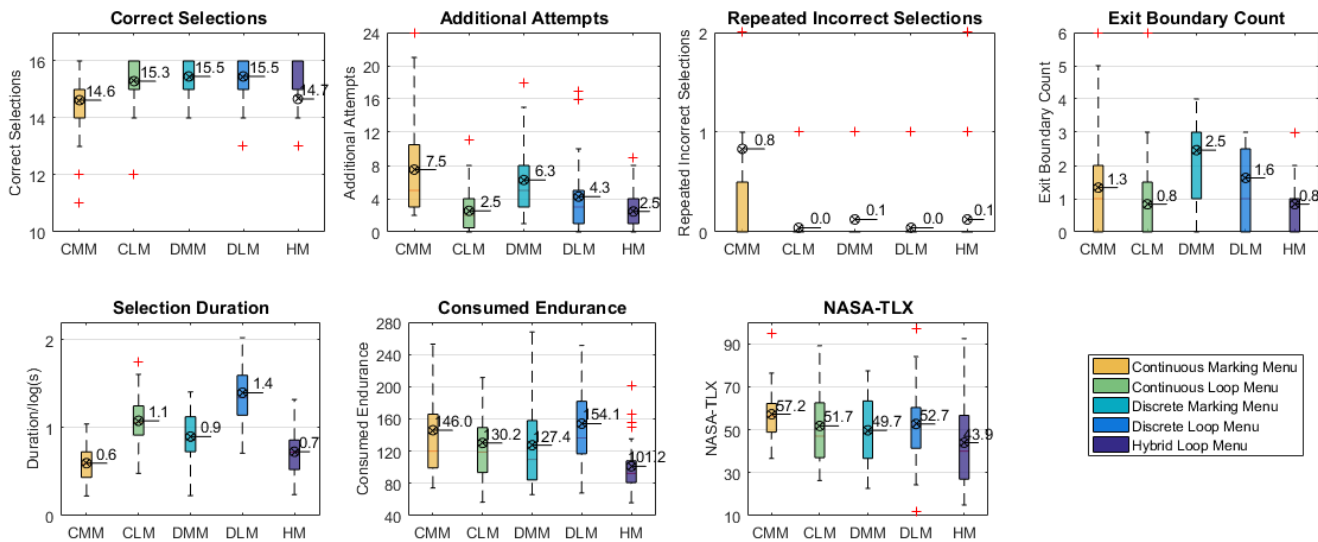 Correct Selections
Correct Selections
16
14
12
10
14.6
15.3
15.5
15.5
14.7
CMM CLM DMM DLM HM
Additional Attempts
Additional Attempts
24
20
16
12
8
4
0
7.5
2.5
6.3
4.3
2.5
CMM CLM DMM DLM HM
Repeated Incorrect Selections
Repeated Incorrect Selections
2
1
0
0.8
0.0
0.1
0.0
0.1
CMM CLM DMM DLM HM
Exit Boundary Count
Exit Boundary Count
6
5
4
3
2
1
0
1.3
0.8
2.5
1.6
0.8
CMM CLM DMM DLM HM
Selection Duration
Duration/log(s)
2
1
0
0.6
1.1
0.9
1.4
0.7
CMM CLM DMM DLM HM
Consumed Endurance
Consumed Endurance
280
240
200
160
120
80
40
146.0
130.2
127.4
154.1
101.2
CMM CLM DMM DLM HM
NASA-TLX
NASA-TLX
90
70
50
30
10
57.2
51.7
49.7
52.7
43.9
CMM CLM DMM DLM HM
Continuous Marking Menu
Continuous Loop Menu
Discrete Marking Menu
Discrete Loop Menu
Hybrid Loop Menu